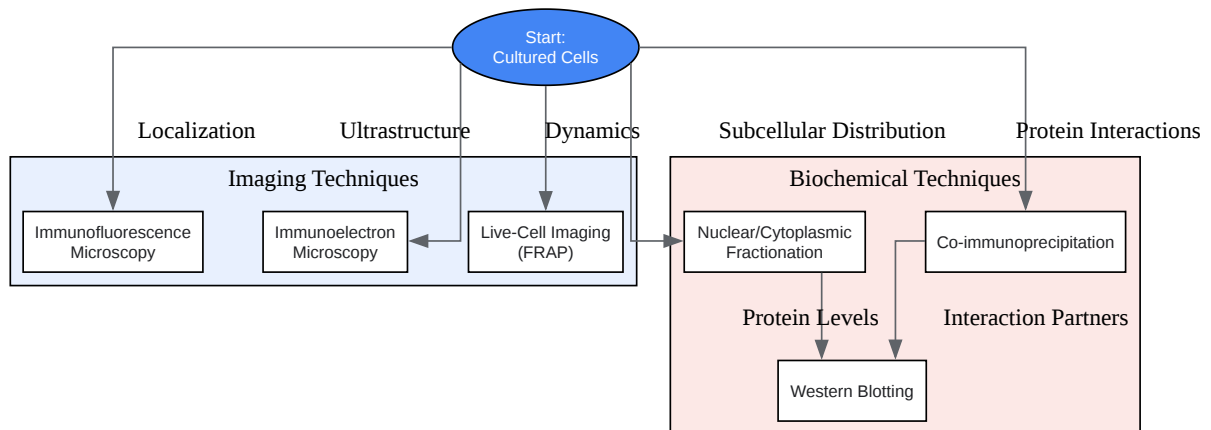 Start:
Cultured Cells
Localization
Ultrastructure
Dynamics
Subcellular Distribution
Protein Interactions
Imaging Techniques
Biochemical Techniques
Immunofluorescence
Microscopy
Immunoelectron
Microscopy
Live-Cell Imaging
(FRAP)
Nuclear/Cytoplasmic
Fractionation
Co-immunoprecipitation
Protein Levels
Interaction Partners
Western Blotting